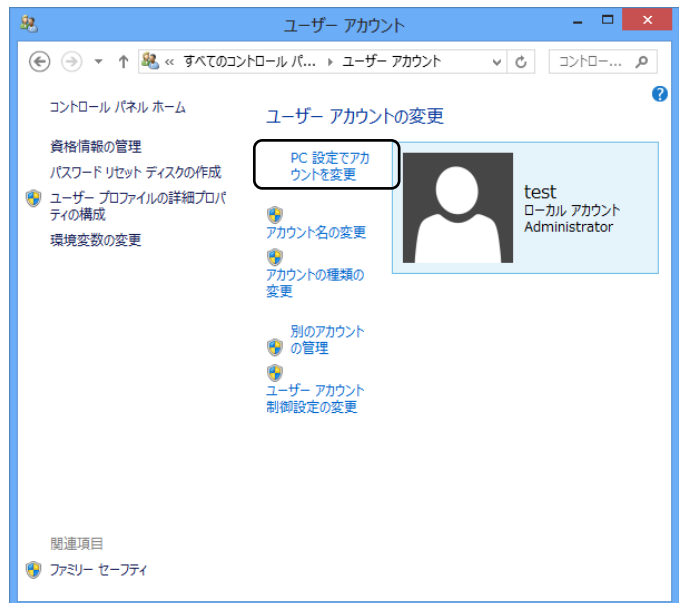 ユーザー アカウント
« すべてのコントロール パ... ユーザー アカウント
コントロー...
コントロール パネル ホーム
資格情報の管理
パスワード リセット ディスクの作成
ユーザー プロファイルの詳細プロパ
ティの構成
環境変数の変更
ユーザー アカウントの変更
PC 設定でアカ
ウントを変更
アカウント名の変更
アカウントの種類の
変更
別のアカウント
の管理
ユーザー アカウント
制御設定の変更
test
ローカル アカウント
Administrator
関連項目
ファミリー セーフティ